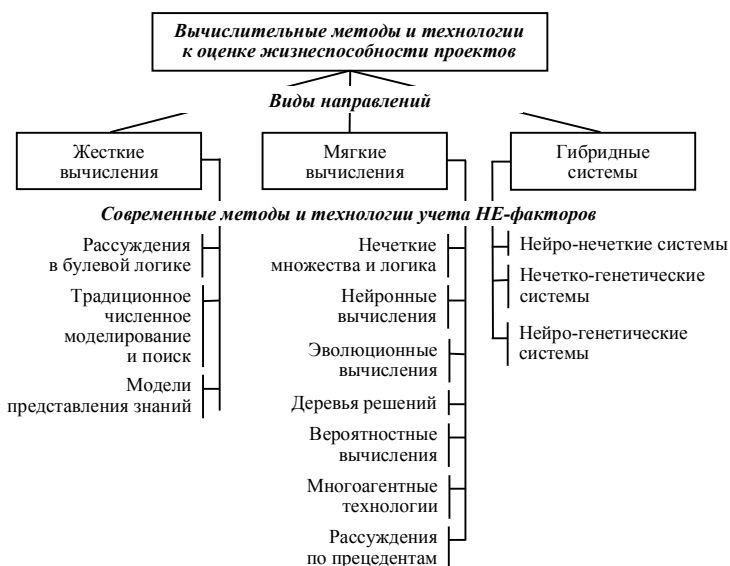 Вычислительные методы и технологии
к оценке жизнеспособности проектов
Виды направлений
Жесткие
вычисления
Мягкие
вычисления
Гибридные
системы
Современные методы и технологии учета НЕ-факторов
Рассуждения
в булевой логике
Традиционное
численное
моделирование
и поиск
Модели
представления знаний
Нечеткие
множества и логика
Нейронные
вычисления
Эволюционные
вычисления
Деревья решений
Вероятностные
вычисления
Многоагентные
технологии
Рассуждения
по прецедентам
Нейро-нечеткие системы
Нечетко-генетические
системы
Нейро-генетические
системы